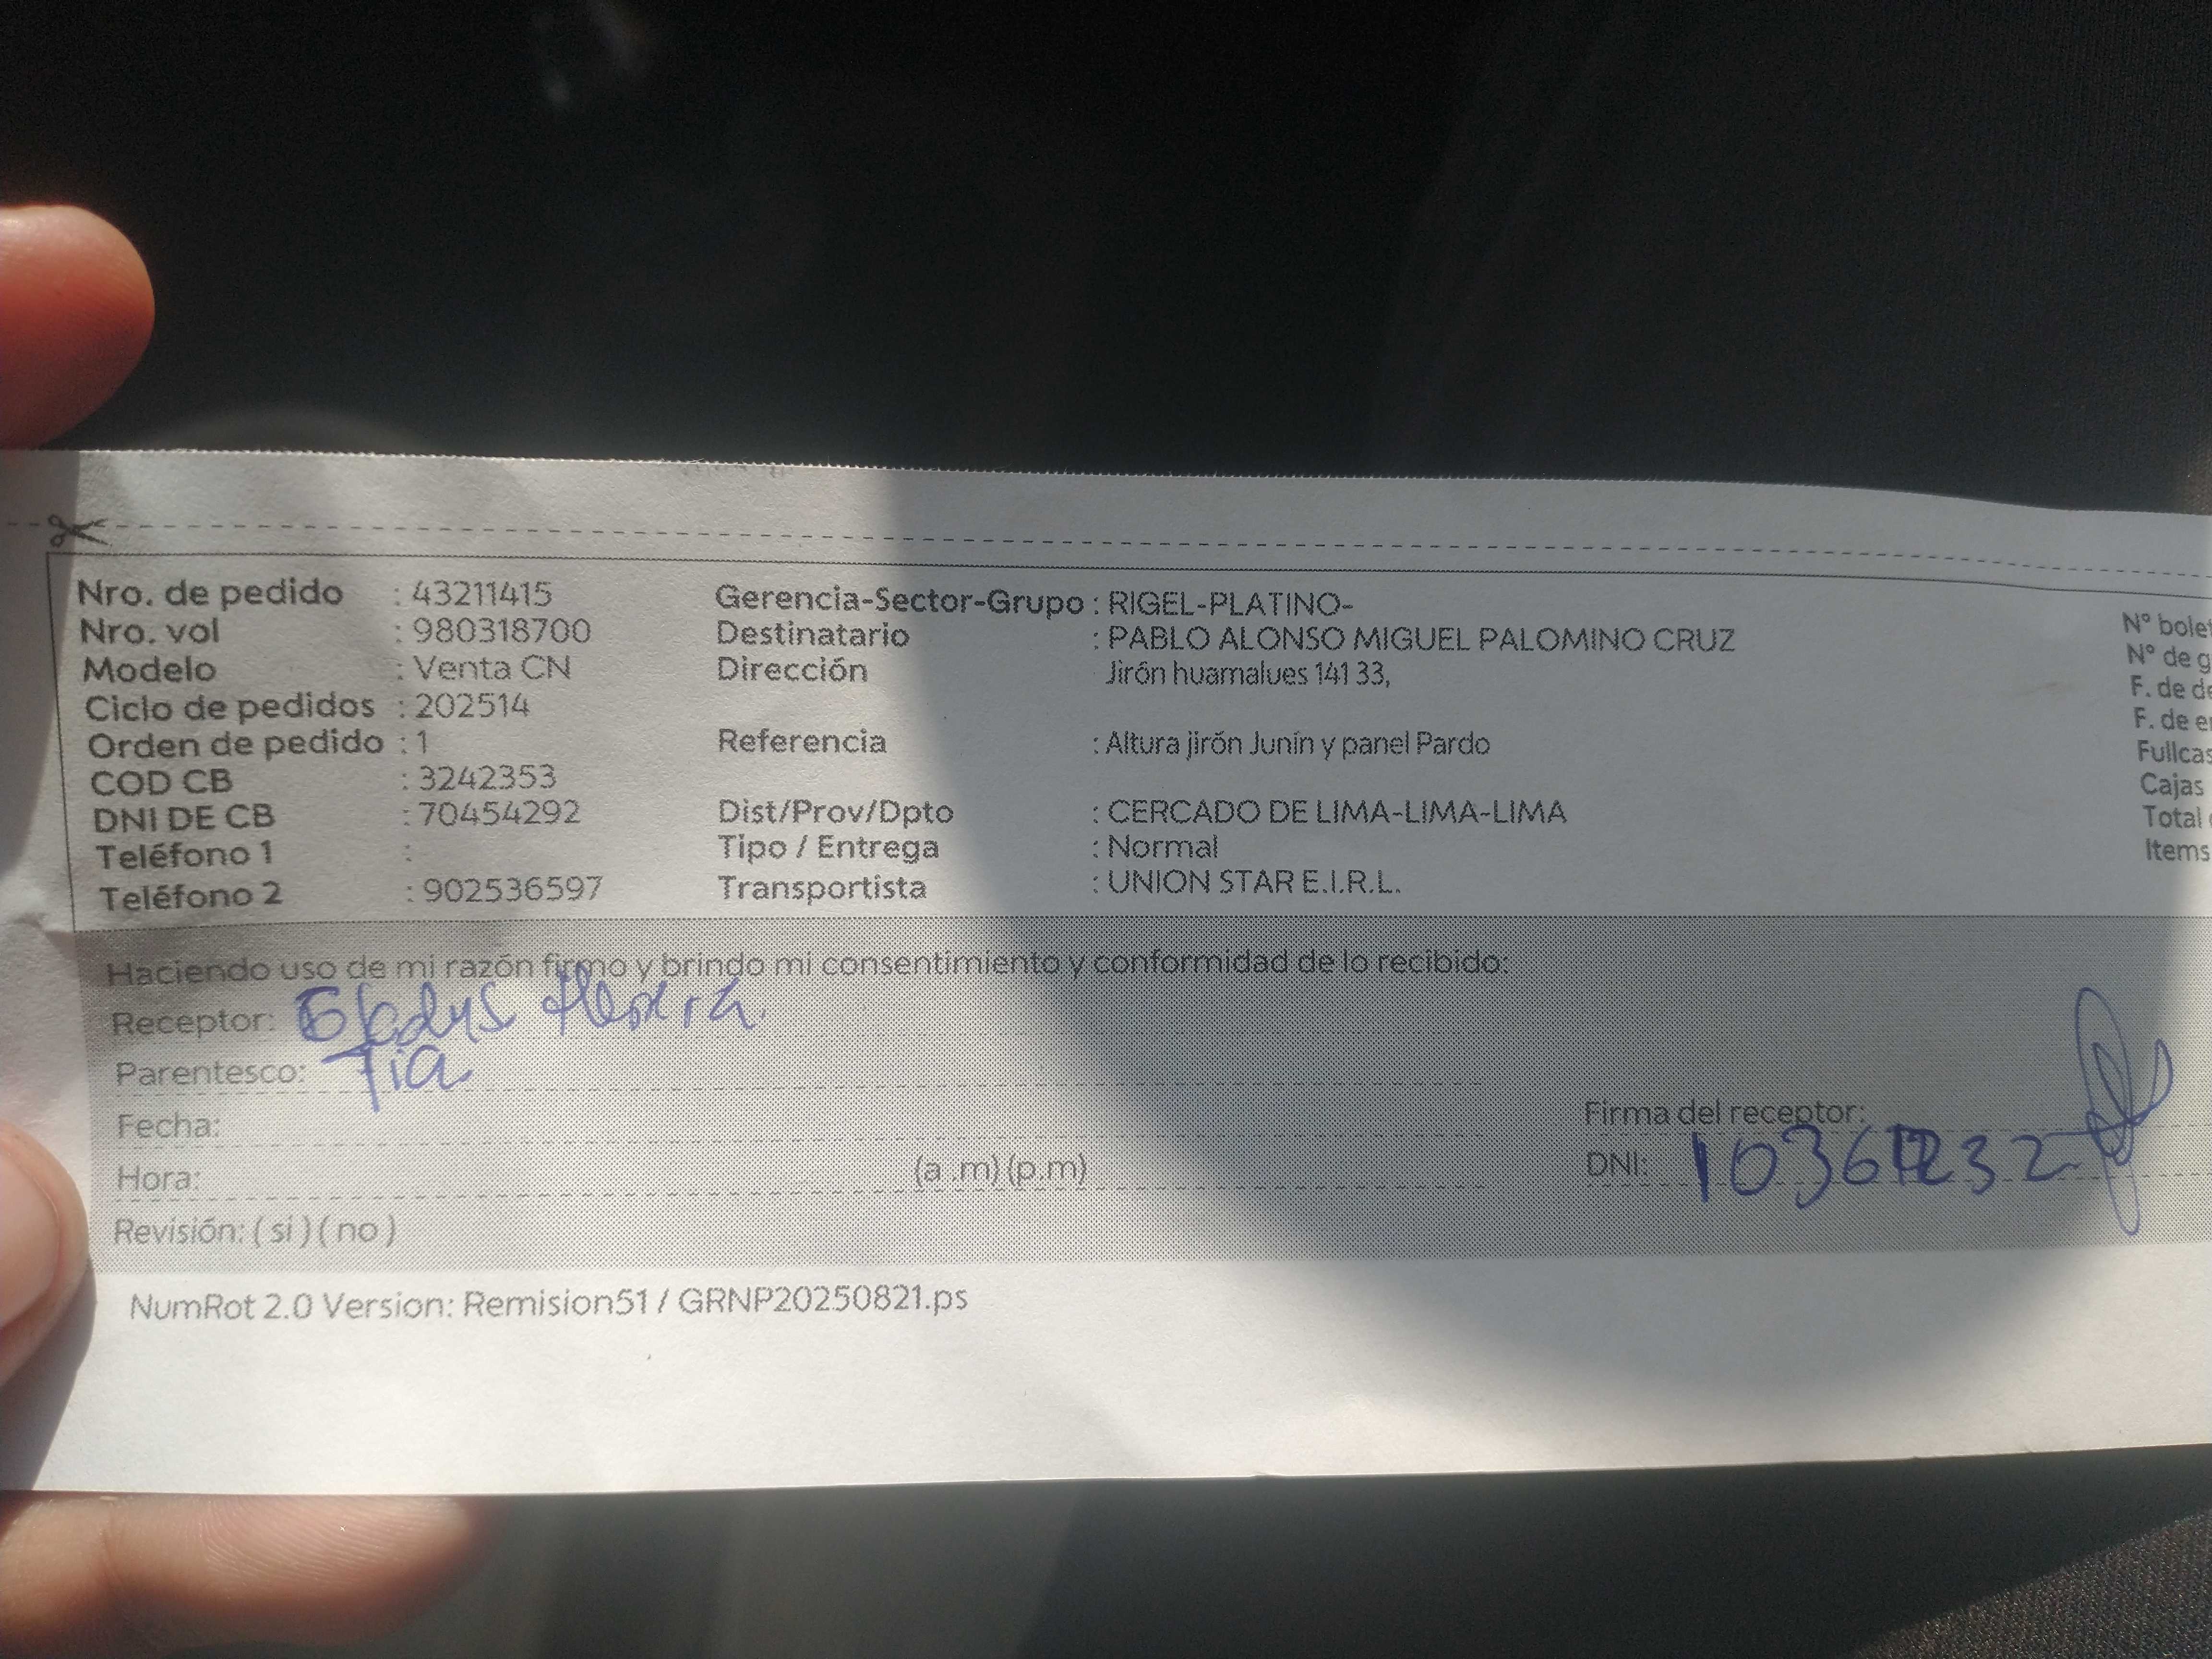 Nro. de pedido : 43211415 Gerencia-Sector-Grupo : RIGEL-PLATINO-
Nro. vol : 980318700 Destinatario : PABLO ALONSO MIGUEL PALOMINO CRUZ
Modelo : Venta CN Dirección Jirón huamalues 141 33,
Ciclo de pedidos : 202514
Orden de pedido : 1 Referencia : Altura jirón Junín y panel Pardo
COD CB : 3242353
DNI DE CB : 70454292 Dist/Prov/Dpto : CERCADO DE LIMA-LIMA-LIMA
Teléfono 1 : Tipo / Entrega : Normal
Teléfono 2 : 902536597 Transportista : UNION STAR E.I.R.L.
N° bole
N° de g
F. de de
F. de e
Fullcas
Cajas
Total
Items
Haciendo uso de mi razón firmo y brindo mi consentimiento y conformidad de lo recibido:
Receptor: Gladys
Parentesco: Tia
Fecha:
Firma del receptor:
Hora: (a .m) (p.m)
DNI:
Revisión: ( si ) ( no )
NumRot 2.0 Version: Remision51 / GRNP20250821.ps